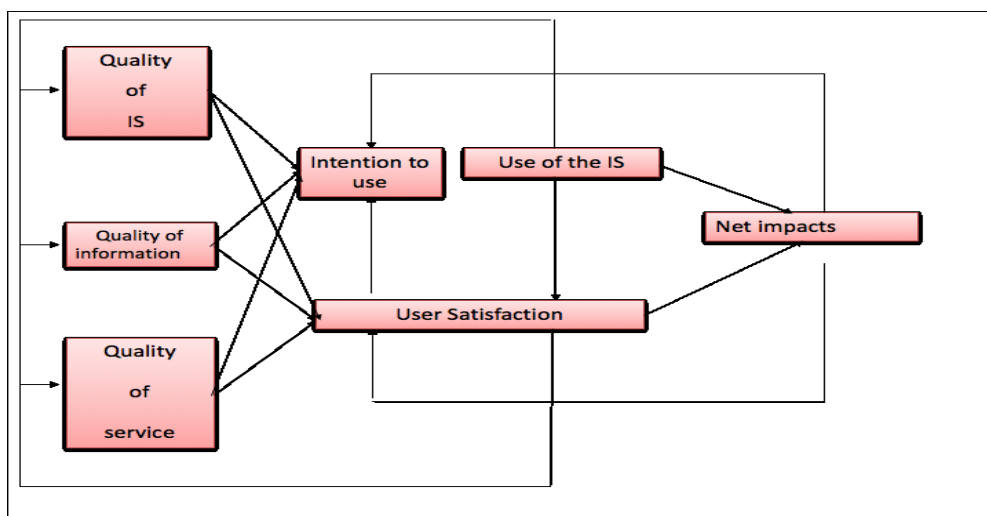 Quality
of
IS
Intention to
use
Use of the IS
Quality of
information
Net impacts
User Satisfaction
Quality
of
service